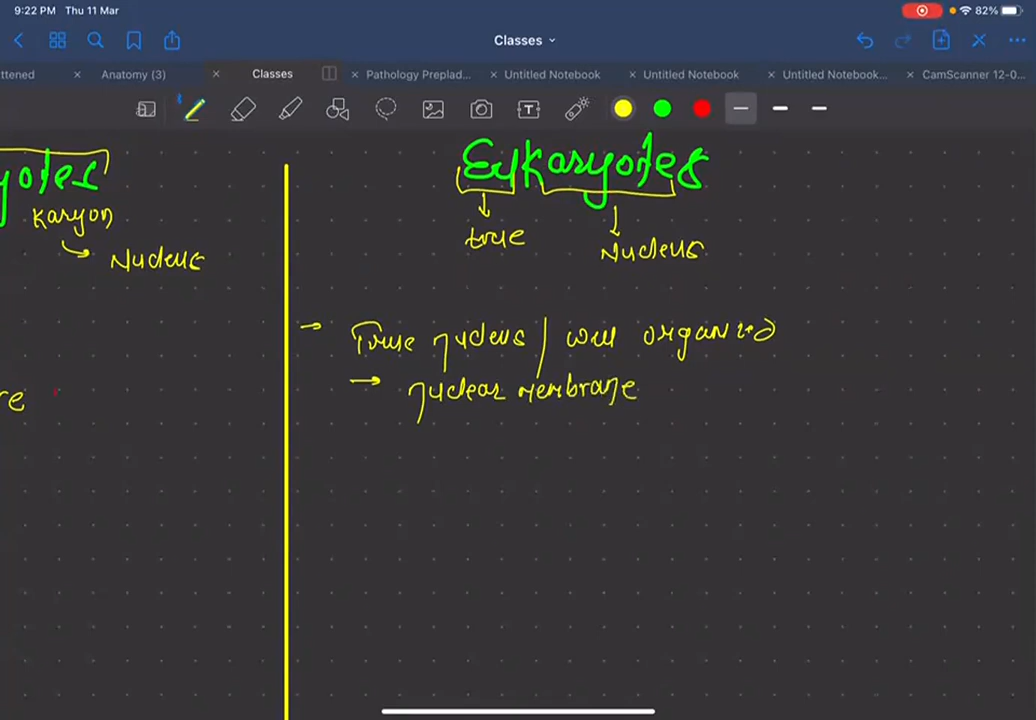 9:22 PM Thu 11 Mar
82%
Classes
ttened
Anatomy (3)
Classes
Pathology Preplad...
Untitled Notebook
Untitled Notebook
Untitled Notebook...
CamScanner 12-0...
yotes
Karyon
Nucleus
re
Eukaryotes
true
Nucleus
→ True nucleus / well organized
→ nuclear membrane